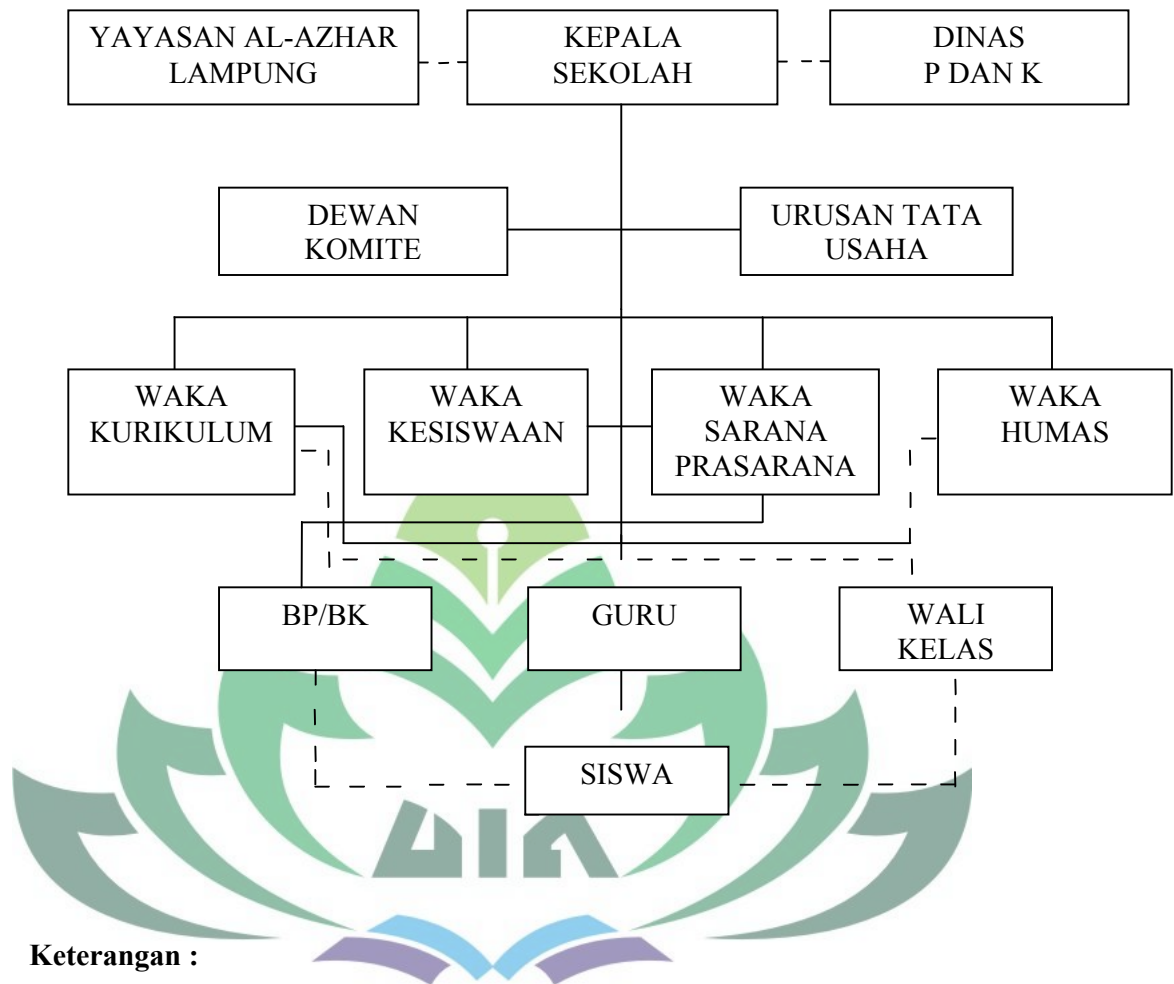 YAYASAN AL-AZHAR
LAMPUNG
KEPALA
SEKOLAH
DINAS
P DAN K
DEWAN
KOMITE
URUSAN TATA
USAHA
WAKA
KURIKULUM
WAKA
KESISWAAN
WAKA
SARANA
PRASARANA
WAKA
HUMAS
BP/BK
GURU
WALI
KELAS
SISWA
Keterangan :